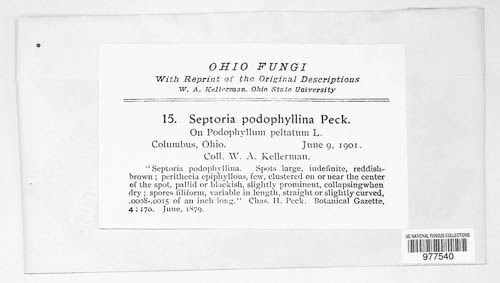 OHIO FUNGI
With Reprint of the Original Descriptions
W. A. Kellerman, Ohio State University
15. Septoria podophyllina Peck.
On Podophyllum peltatum L.
Columbus, Ohio. June 9, 1901.
Coll. W. A. Kellerman.
"Septoria podophyllina. Spots large, indefinite, reddish-
brown; perithecia epiphyllous, few, clustered on or near the center
of the spot, pallid or blackish, slightly prominent, collapsingwhen
dry; spores filiform, variable in length, straight or slightly curved,
.0008-.0015 of an inch long." Chas. H. Peck. Botanical Gazette,
4: 170. June, 1879.
US NATIONAL FUNGUS COLLECTIONS
977540